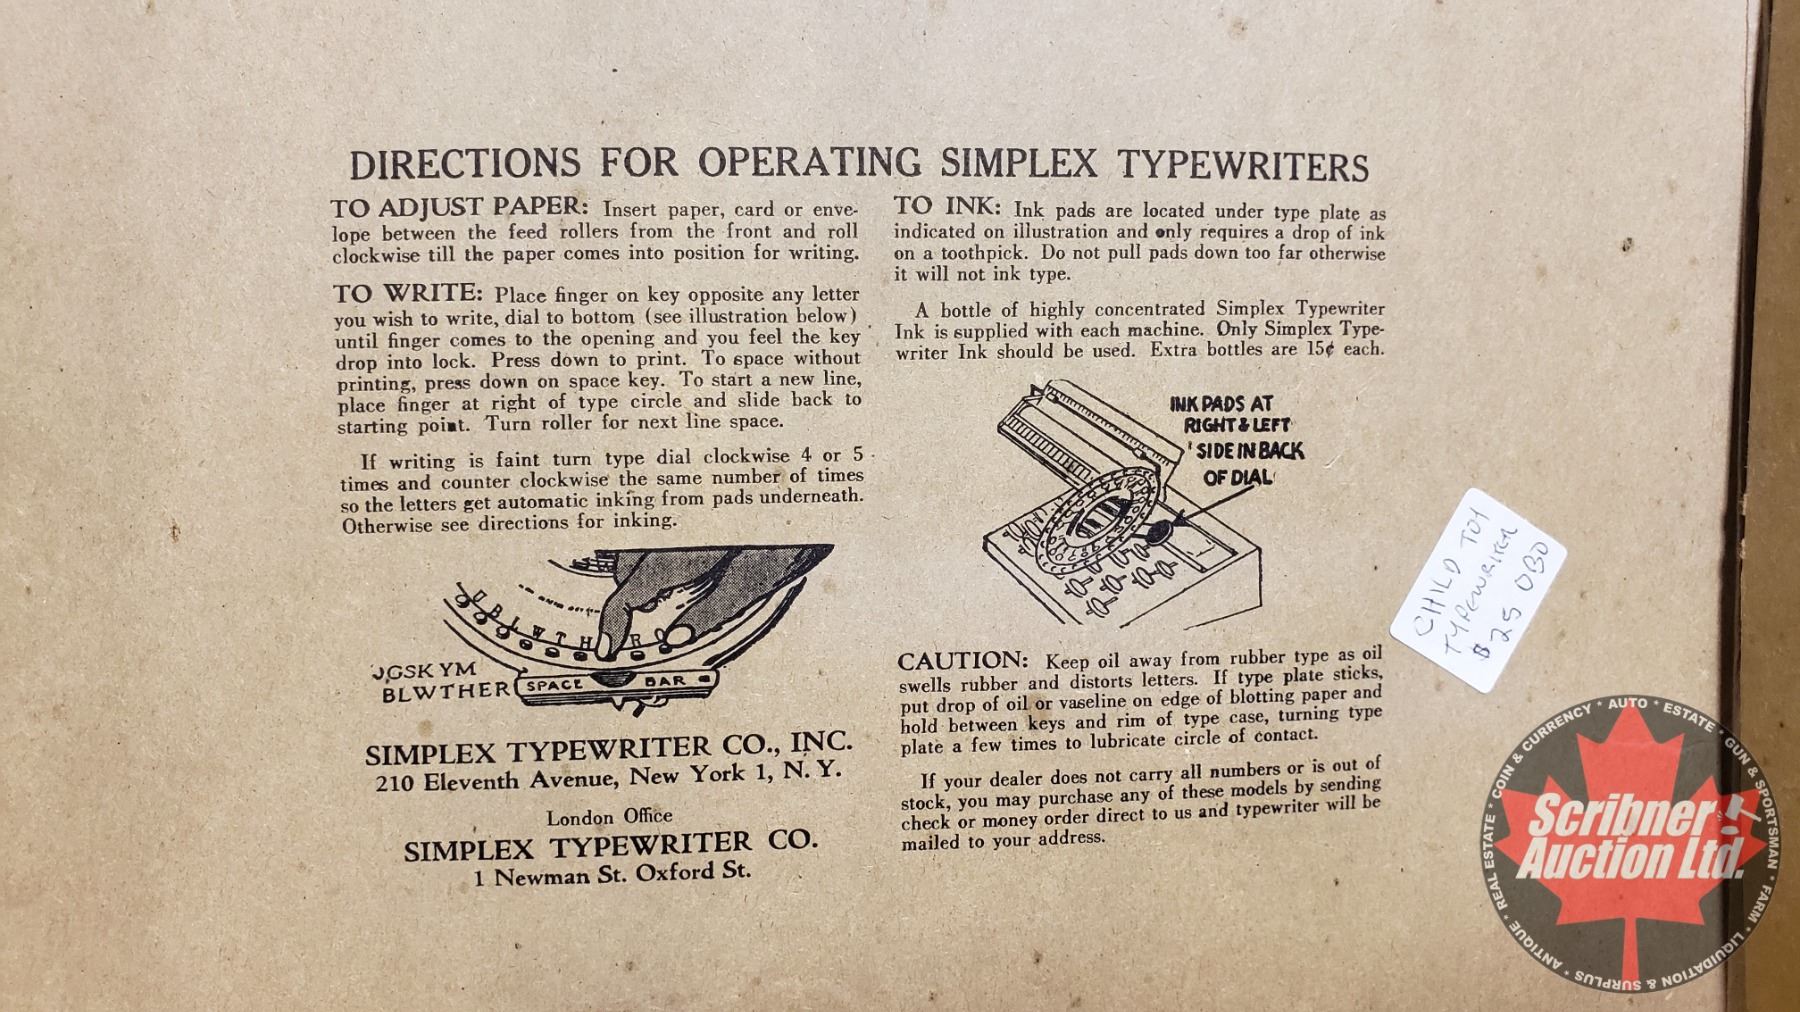 DIRECTIONS FOR OPERATING SIMPLEX TYPEWRITERS
TO ADJUST PAPER: Insert paper, card or enve-
lope between the feed rollers from the front and roll
clockwise till the paper comes into position for writing.
TO WRITE: Place finger on key opposite any letter
you wish to write, dial to bottom (see illustration below)
until finger comes to the opening and you feel the key
drop into lock. Press down to print. To space without
printing, press down on space key. To start a new line,
place finger at right of type circle and slide back to
starting point. Turn roller for next line space.
If writing is faint turn type dial clockwise 4 or 5
times and counter clockwise the same number of times
so the letters get automatic inking from pads underneath.
Otherwise see directions for inking.
U B L W T H R
JGSKYM
BLWTHER
SPACE BAR
SIMPLEX TYPEWRITER CO., INC.
210 Eleventh Avenue, New York 1, N. Y.
London Office
SIMPLEX TYPEWRITER CO.
1 Newman St. Oxford St.
TO INK: Ink pads are located under type plate as
indicated on illustration and only requires a drop of ink
on a toothpick. Do not pull pads down too far otherwise
it will not ink type.
A bottle of highly concentrated Simplex Typewriter
Ink is supplied with each machine. Only Simplex Type-
writer Ink should be used. Extra bottles are 15¢ each.
INK PADS AT
RIGHT & LEFT
SIDE IN BACK
OF DIAL
CAUTION: Keep oil away from rubber type as oil
swells rubber and distorts letters. If type plate sticks,
put drop of oil or vaseline on edge of blotting paper and
hold between keys and rim of type case, turning type
plate a few times to lubricate circle of contact.
If your dealer does not carry all numbers or is out of
stock, you may purchase any of these models by sending
check or money order direct to us and typewriter will be
mailed to your address.
CHILD TOY
TYPEWRITER
$25 OBO
Scribner
Auction Ltd.
COIN & CURRENCY * AUTO * ESTATE * GUN & SPORTSMAN * FARM * LIQUIDATION & SURPLUS * ANTIQUE * REAL ESTATE *